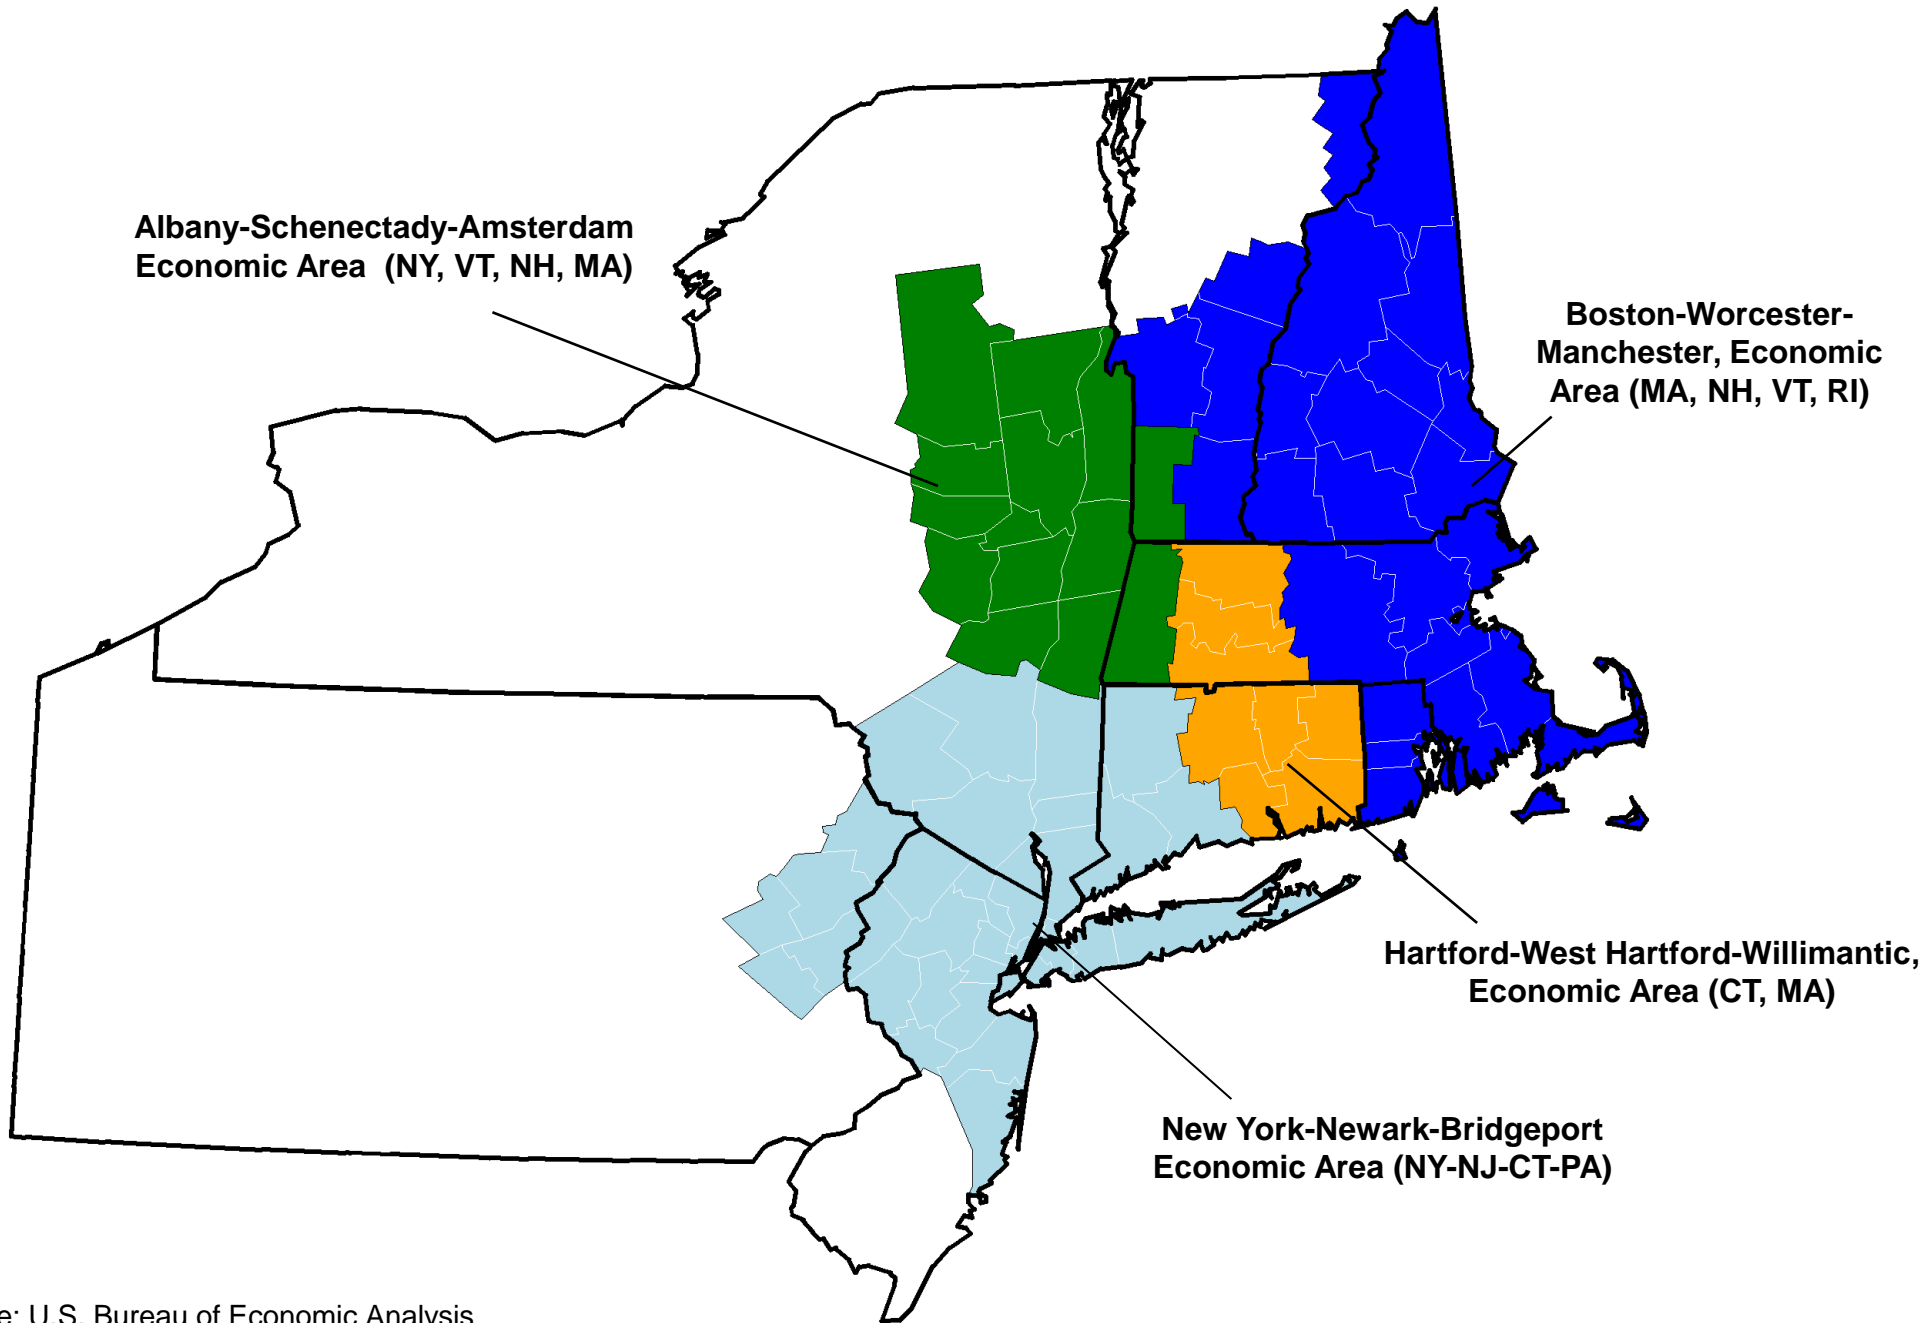 Albany-Schenectady-Amsterdam
Economic Area (NY, VT, NH, MA)
Boston-Worcester-
Manchester, Economic
Area (MA, NH, VT, RI)
Hartford-West Hartford-Willimantic,
Economic Area (CT, MA)
New York-Newark-Bridgeport
Economic Area (NY-NJ-CT-PA)
e: U.S. Bureau of Economic Analysis